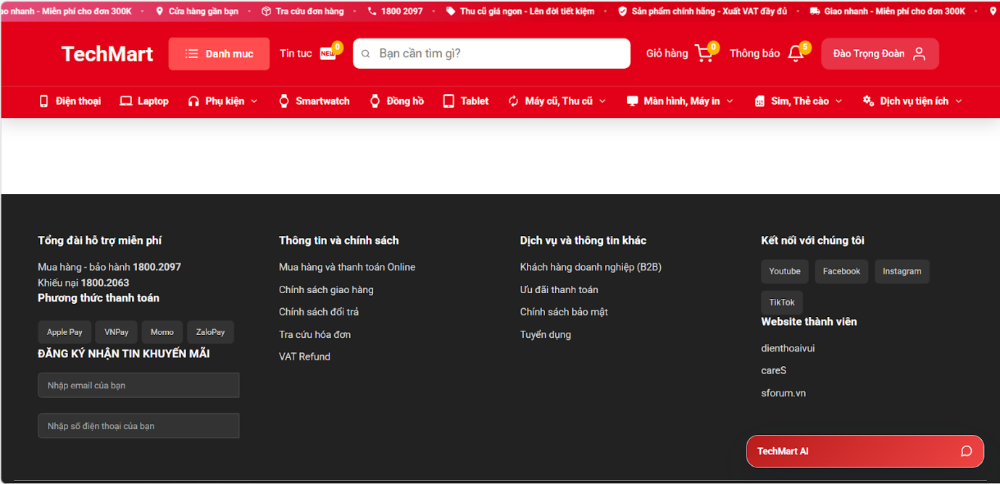 ao nhanh - Miễn phí cho đơn 300K • Cửa hàng gần bạn • Tra cứu đơn hàng • 1800 2097 • Thu cũ giá ngon - Lên đời tiết kiệm • Sản phẩm chính hãng - Xuất VAT đầy đủ • Giao nhanh - Miễn phí cho đơn 300K •
TechMart Danh mục Tin tuc NEW 0 Bạn cần tìm gì? Giỏ hàng 0 Thông báo 5 Đào Trọng Đoàn
Điện thoại Laptop Phụ kiện Smartwatch Đồng hồ Tablet Máy cũ, Thu cũ Màn hình, Máy in Sim, Thẻ cào Dịch vụ tiện ích
Tổng đài hỗ trợ miễn phí
Mua hàng - bảo hành 1800.2097
Khiếu nại 1800.2063
Phương thức thanh toán
Apple Pay VNPay Momo ZaloPay
ĐĂNG KÝ NHẬN TIN KHUYẾN MÃI
Nhập email của bạn
Nhập số điện thoại của bạn
Thông tin và chính sách
Mua hàng và thanh toán Online
Chính sách giao hàng
Chính sách đổi trả
Tra cứu hóa đơn
VAT Refund
Dịch vụ và thông tin khác
Khách hàng doanh nghiệp (B2B)
Ưu đãi thanh toán
Chính sách bảo mật
Tuyển dụng
Kết nối với chúng tôi
Youtube Facebook Instagram
TikTok
Website thành viên
dienthoaivui
careS
sforum.vn
TechMart AI